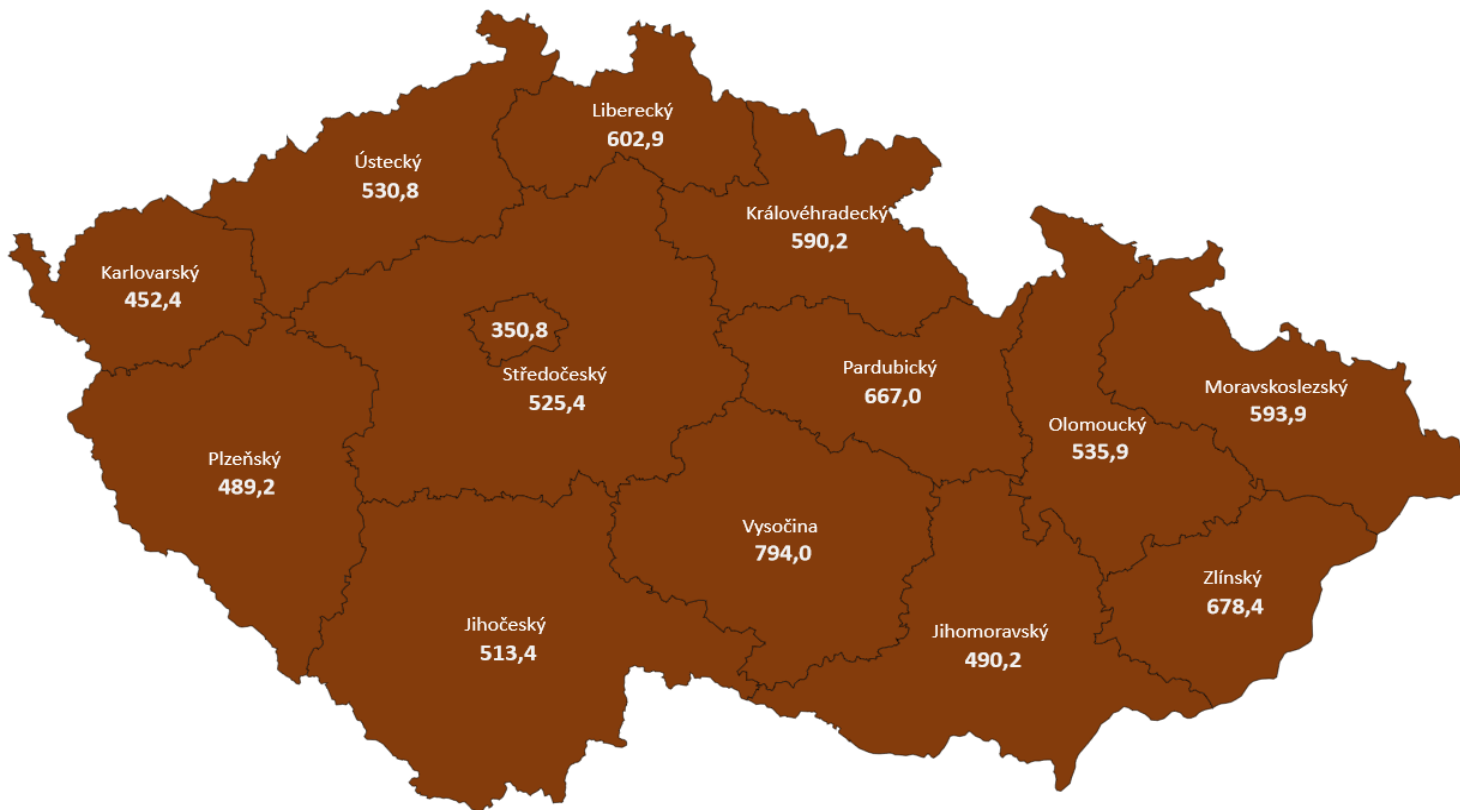 Liberecký
602,9
Ústecký
530,8
Královéhradecký
590,2
Karlovarský
452,4
350,8
Středočeský
525,4
Pardubický
667,0
Moravskoslezský
593,9
Olomoucký
535,9
Plzeňský
489,2
Vysočina
794,0
Zlínský
678,4
Jihočeský
513,4
Jihomoravský
490,2